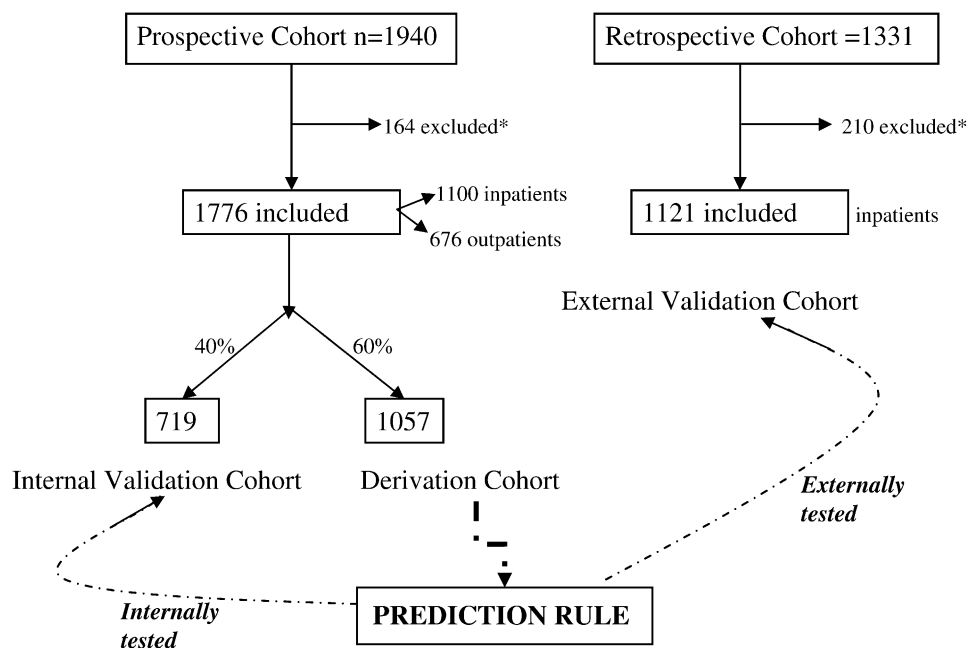 Prospective Cohort n=1940
Retrospective Cohort =1331
164 excluded*
210 excluded*
1776 included
1100 inpatients
676 outpatients
1121 included
inpatients
External Validation Cohort
40%
60%
719
1057
Internal Validation Cohort
Derivation Cohort
Externally
tested
PREDICTION RULE
Internally
tested